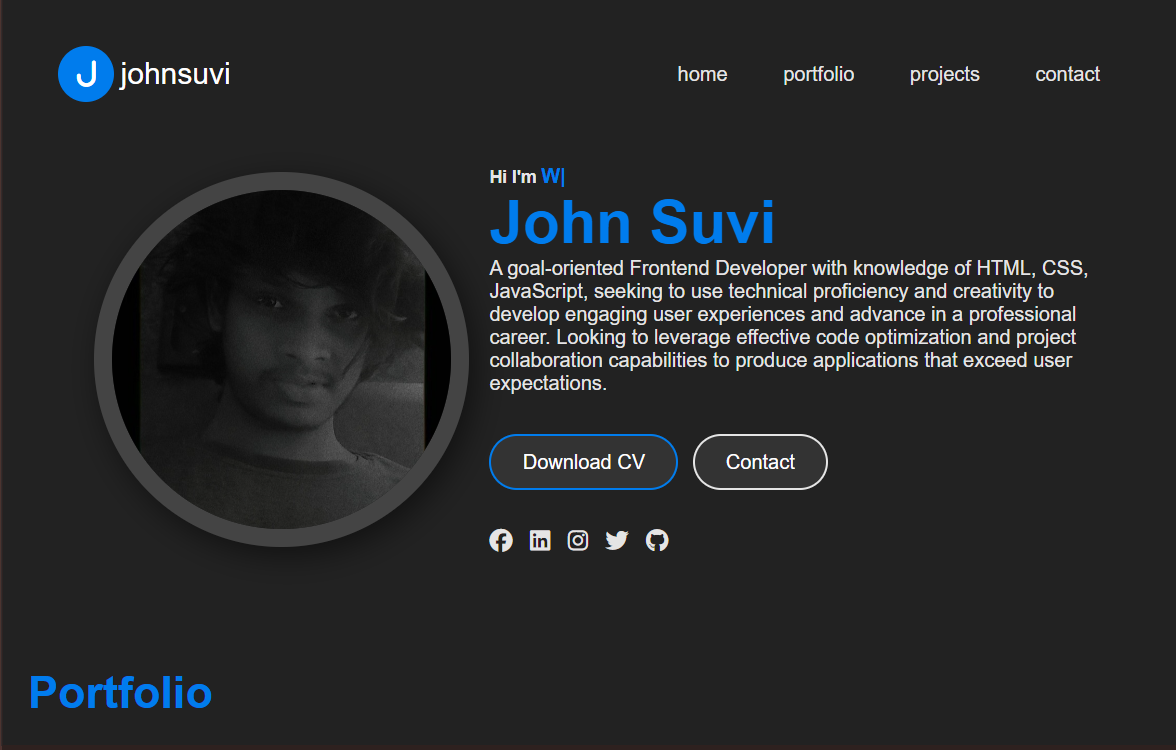 johnsuvi
home portfolio projects contact
Hi I'm W|
John Suvi
A goal-oriented Frontend Developer with knowledge of HTML, CSS,
JavaScript, seeking to use technical proficiency and creativity to
develop engaging user experiences and advance in a professional
career. Looking to leverage effective code optimization and project
collaboration capabilities to produce applications that exceed user
expectations.
Download CV Contact
Portfolio